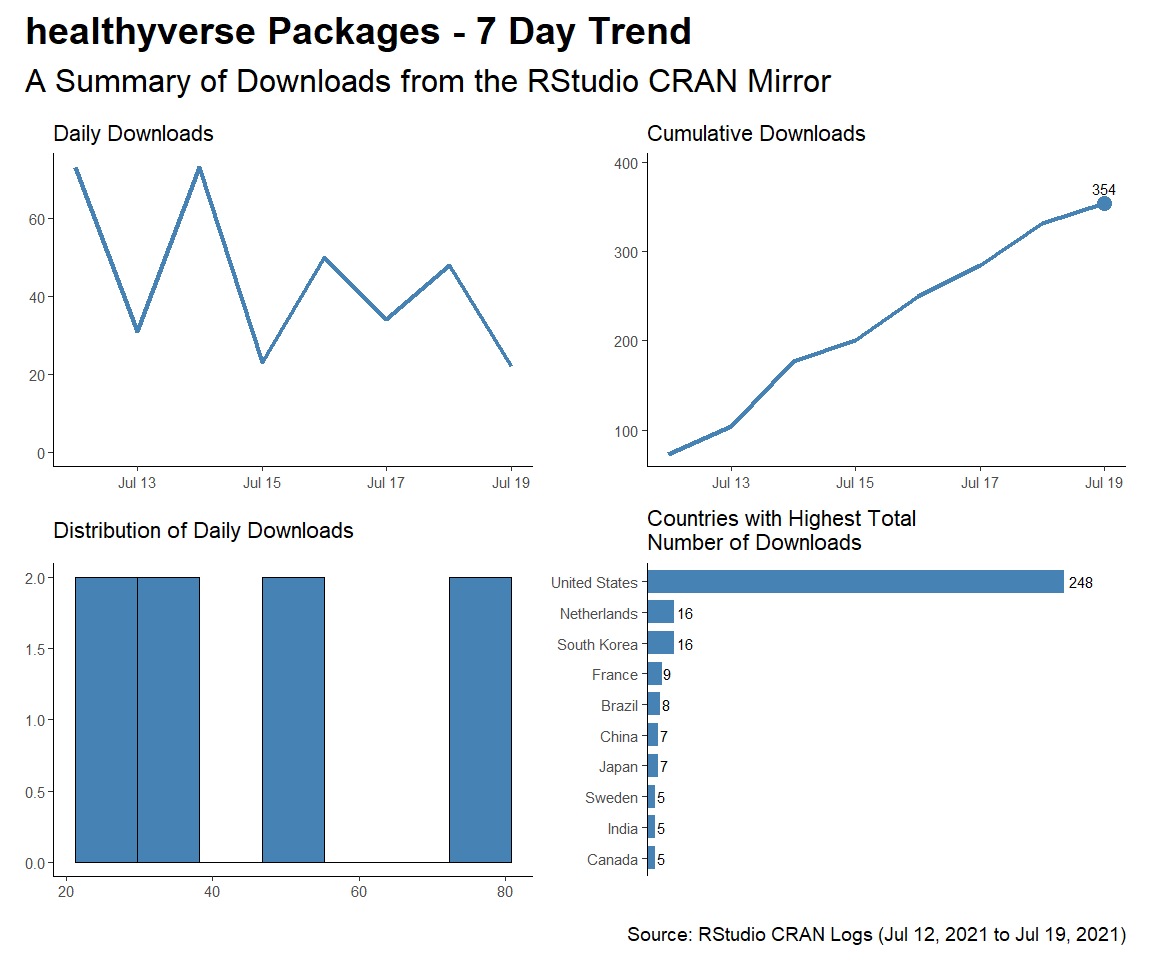 healthyverse Packages - 7 Day Trend
A Summary of Downloads from the RStudio CRAN Mirror
Daily Downloads
60
40
20
0
Jul 13 Jul 15 Jul 17 Jul 19
Cumulative Downloads
400
300
200
100
354
Jul 13 Jul 15 Jul 17 Jul 19
Distribution of Daily Downloads
2.0
1.5
1.0
0.5
0.0
20 40 60 80
Countries with Highest Total
Number of Downloads
United States 248
Netherlands 16
South Korea 16
France 9
Brazil 8
China 7
Japan 7
Sweden 5
India 5
Canada 5
Source: RStudio CRAN Logs (Jul 12, 2021 to Jul 19, 2021)